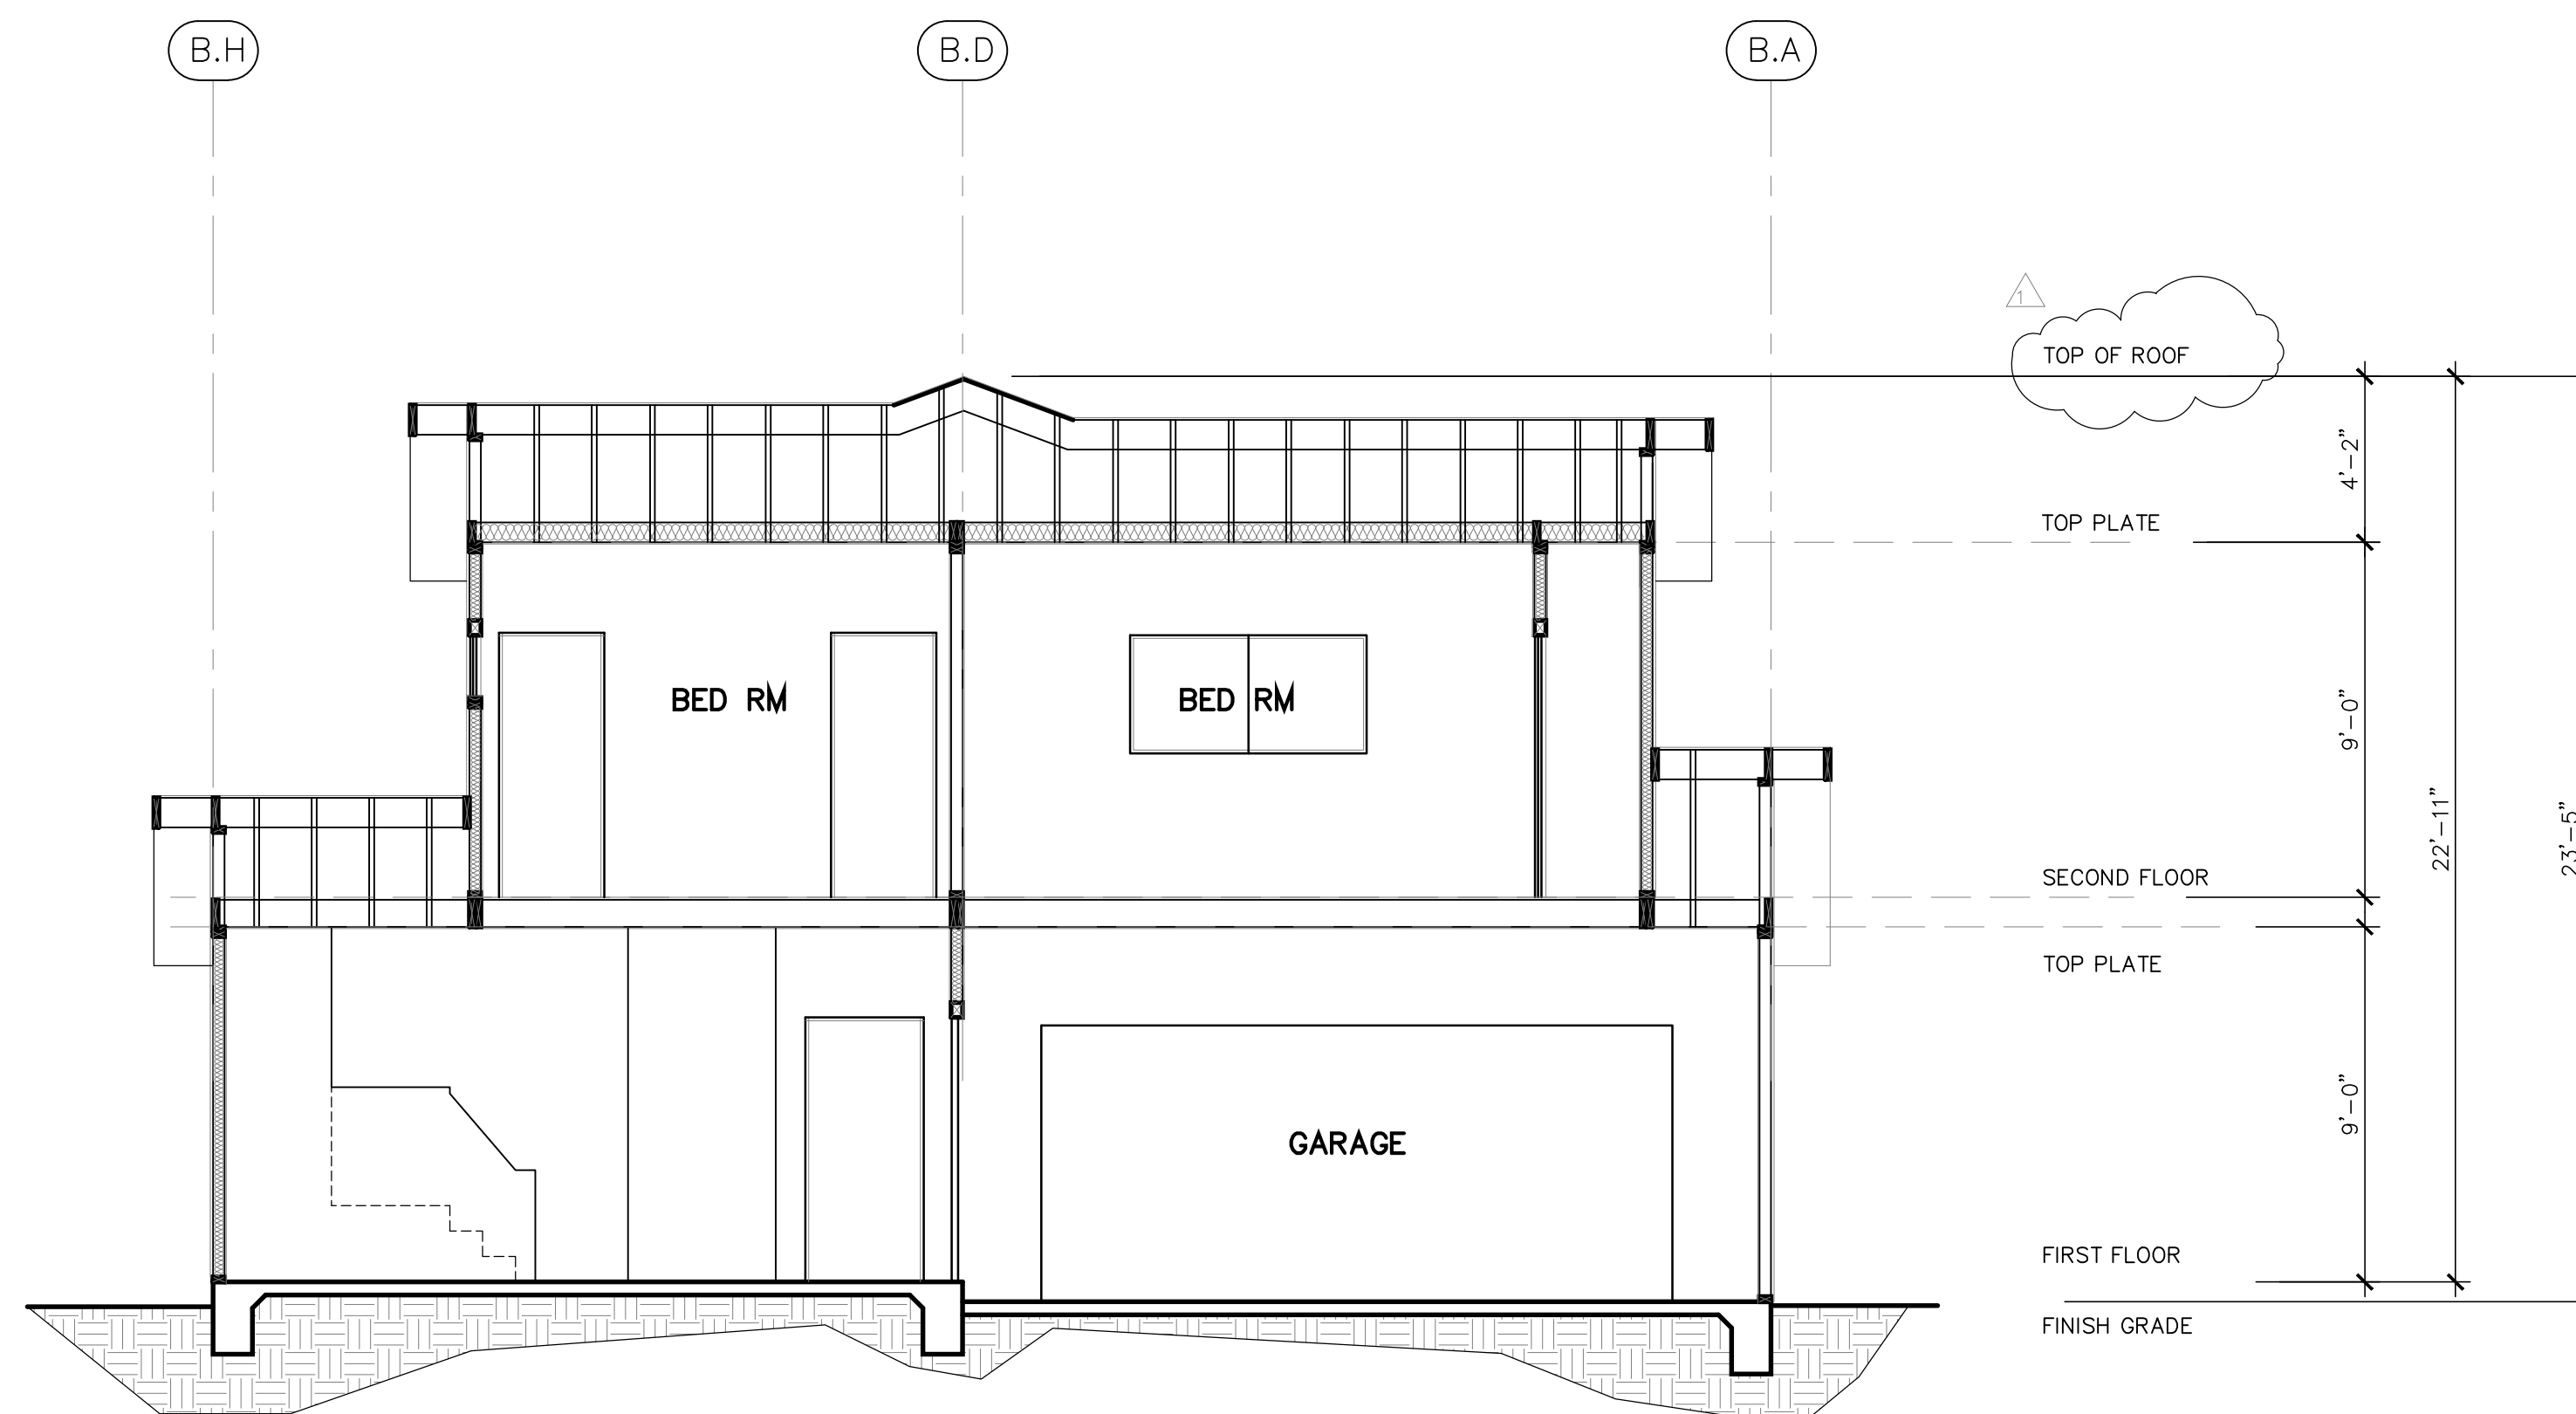 B.H
B.D
B.A
1
TOP OF ROOF
4'-2"
TOP PLATE
BED RM
BED RM
9'-0"
22'-11"
23'-5"
SECOND FLOOR
TOP PLATE
9'-0"
GARAGE
FIRST FLOOR
FINISH GRADE